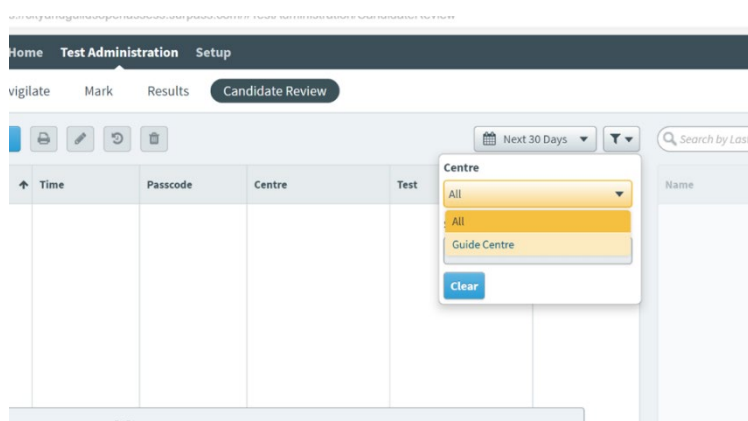 Home Test Administration Setup
vigilate Mark Results Candidate Review
Next 30 Days
Search by Las
Time Passcode Centre Test Name
Centre
All
All
Guide Centre
Clear